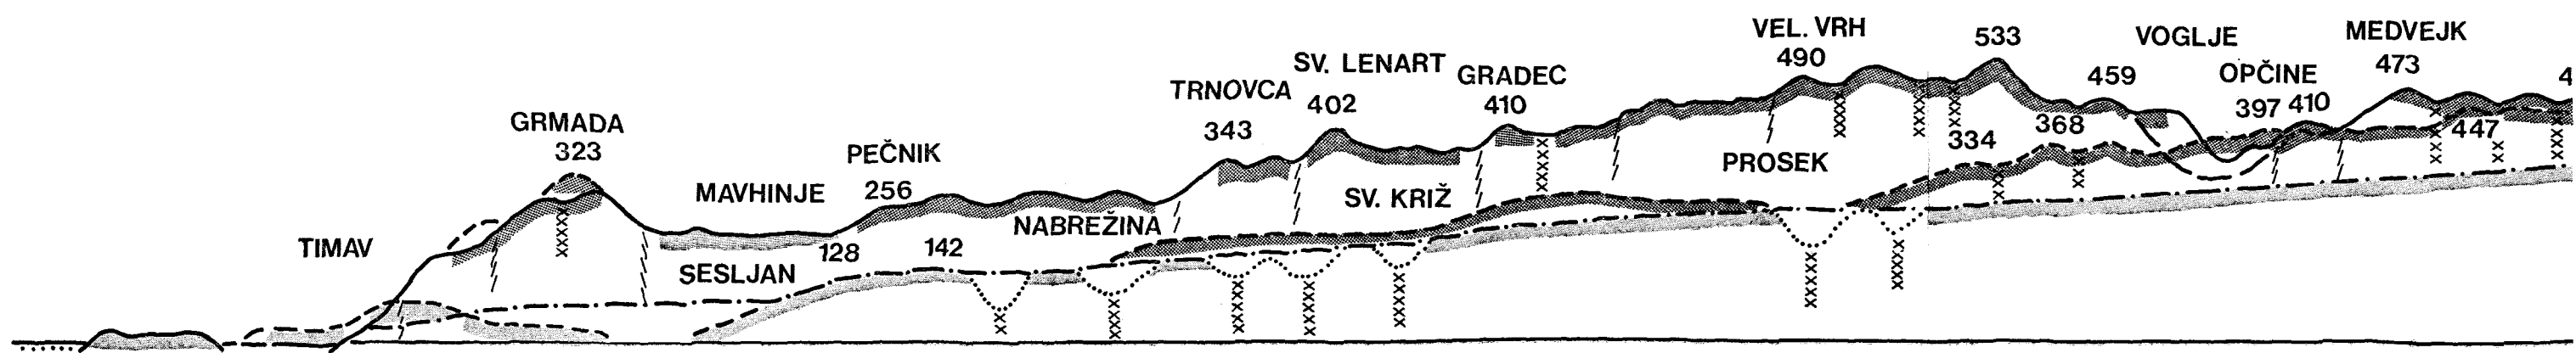 TIMAV
GRMADA
323
MAVHINJE
SESLJAN
128
PEČNIK
256
142
NABREŽINA
TRNOVCA
343
SV. LENART
402
SV. KRIŽ
GRADEC
410
VEL. VRH
490
PROSEK
533
334
368
459
VOGLJE
OPČINE
397 410
MEDVEJK
473
447
4